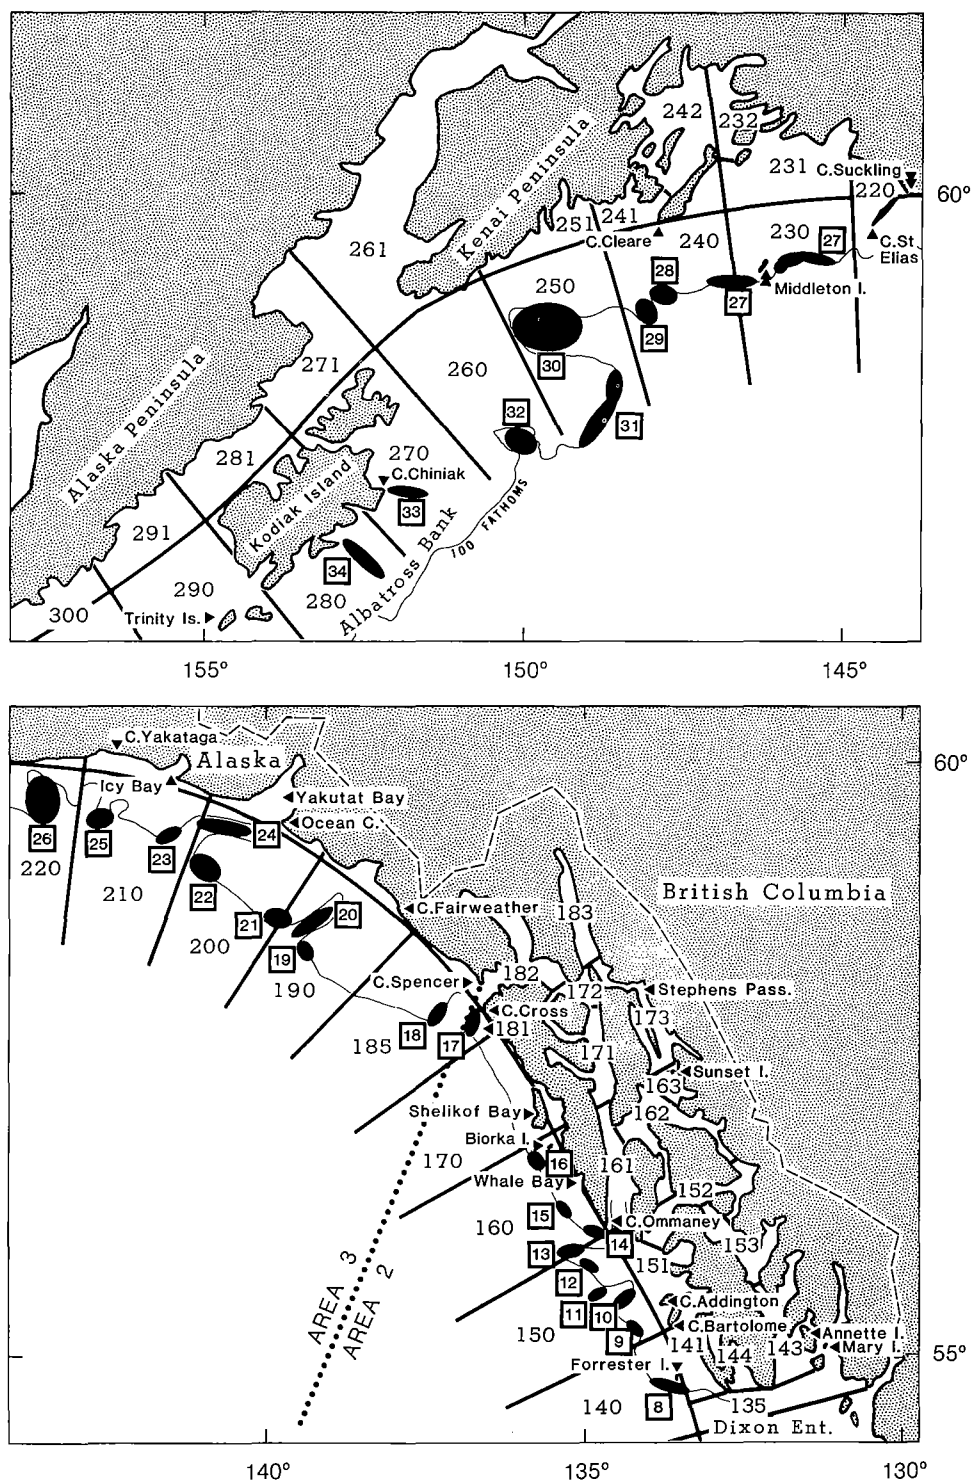 242
232
231
C.Suckling
220
60°
261
Kenai Peninsula
251
241
C.Cleare
240
230
27
C.St
Elias
28
250
27
Middleton I.
29
30
271
260
Alaska Peninsula
32
31
281
270
C.Chiniak
Kodiak Island
33
100 FATHOMS
291
34
Albatross Bank
290
280
300
Trinity Is.
155°
150°
145°
C.Yakataga
Alaska
60°
Icy Bay
Yakutat Bay
Ocean C.
26
25
23
24
220
210
22
British Columbia
21
20
C.Fairweather
183
200
19
190
C.Spencer
182
172
Stephens Pass.
C.Cross
173
18
17
181
185
171
Sunset I.
163
Shelikof Bay
162
Biorka I.
170
16
161
Whale Bay
152
15
160
C.Ommaney
13
14
153
151
AREA 3
AREA 2
12
11
10
C.Addington
150
9
C.Bartolome
Annette I.
141
144
143
Mary I.
55°
Forrester I.
140
8
135
Dixon Ent.
140°
135°
130°